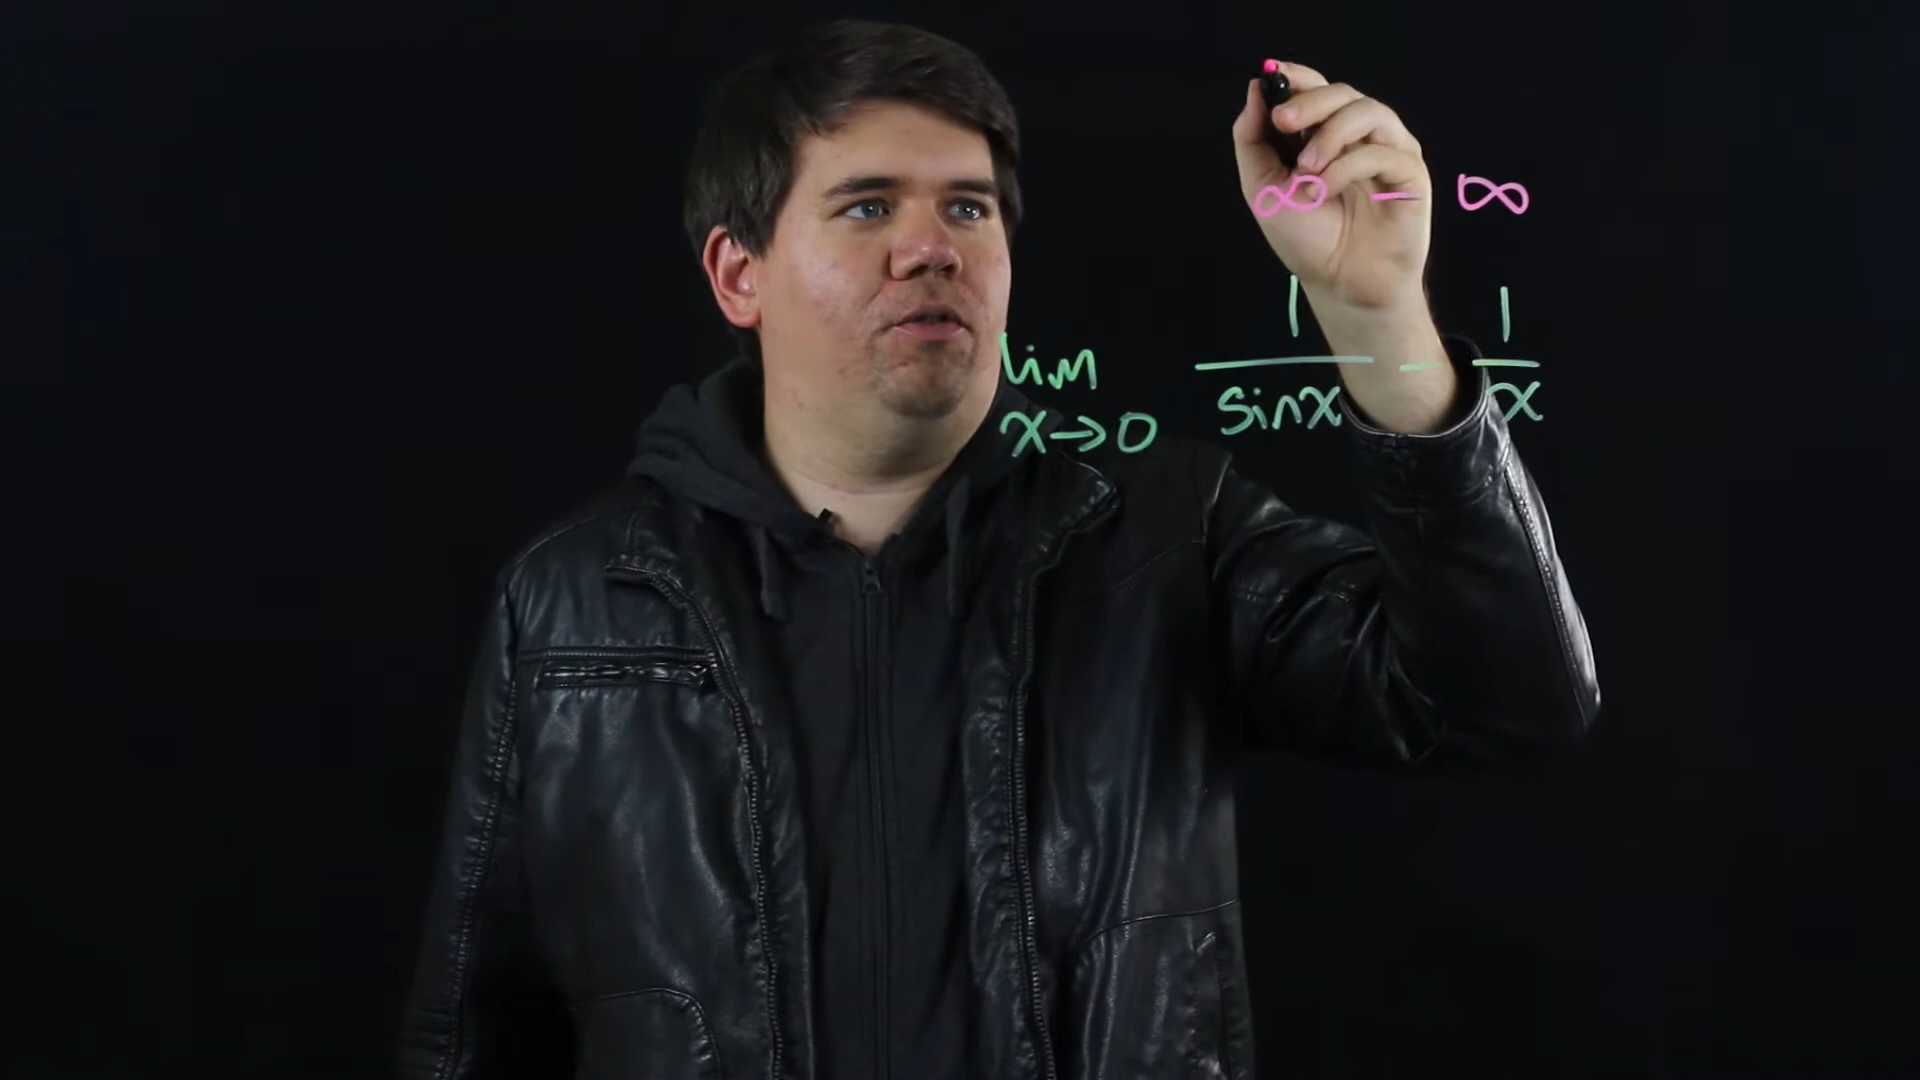 ∞ - ∞
lim x→0 1/sinx - 1/x